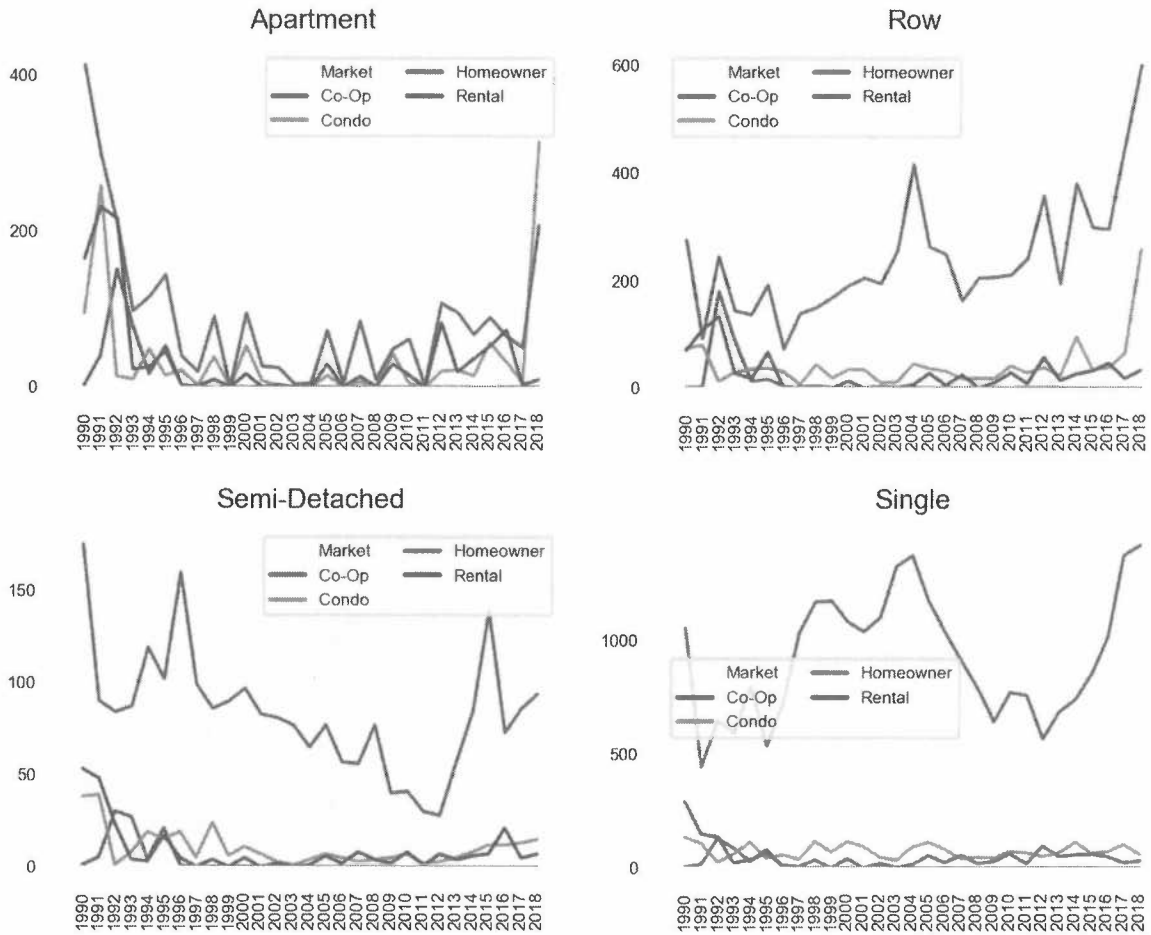 Apartment
400
200
0
Market Homeowner
Co-Op Rental
Condo
1990 1991 1992 1993 1994 1995 1996 1997 1998 1999 2000 2001 2002 2003 2004 2005 2006 2007 2008 2009 2010 2011 2012 2013 2014 2015 2016 2017 2018
Row
600
400
200
0
Market Homeowner
Co-Op Rental
Condo
1990 1991 1992 1993 1994 1995 1996 1997 1998 1999 2000 2001 2002 2003 2004 2005 2006 2007 2008 2009 2010 2011 2012 2013 2014 2015 2016 2017 2018
Semi-Detached
150
100
50
0
Market Homeowner
Co-Op Rental
Condo
1990 1991 1992 1993 1994 1995 1996 1997 1998 1999 2000 2001 2002 2003 2004 2005 2006 2007 2008 2009 2010 2011 2012 2013 2014 2015 2016 2017 2018
Single
1000
500
0
Market Homeowner
Co-Op Rental
Condo
1990 1991 1992 1993 1994 1995 1996 1997 1998 1999 2000 2001 2002 2003 2004 2005 2006 2007 2008 2009 2010 2011 2012 2013 2014 2015 2016 2017 2018